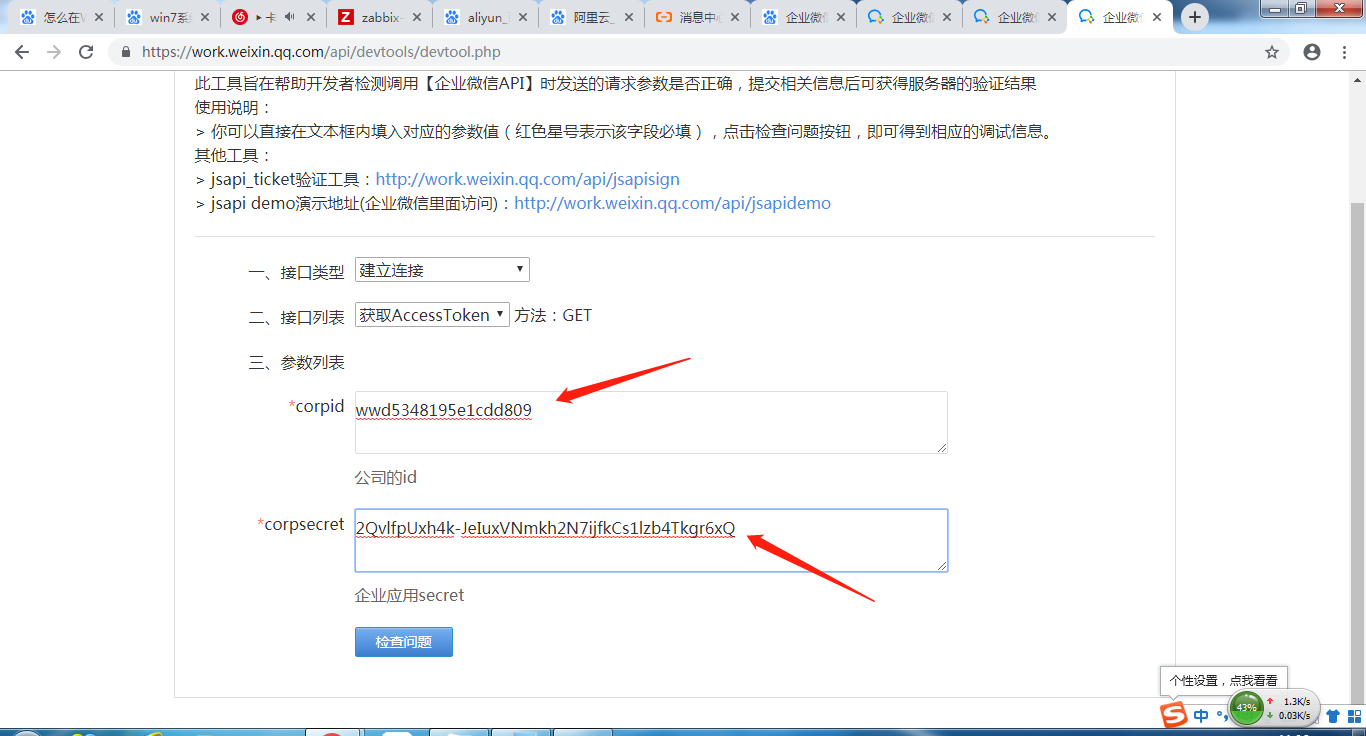 怎么在
win7系
卡
zabbix-
aliyun_
阿里云_
消息中
企业微信
企业微信
企业微信
企业微信
https://work.weixin.qq.com/api/devtools/devtool.php
此工具旨在帮助开发者检测调用【企业微信API】时发送的请求参数是否正确，提交相关信息后可获得服务器的验证结果
使用说明：
> 你可以直接在文本框内填入对应的参数值（红色星号表示该字段必填），点击检查问题按钮，即可得到相应的调试信息。
其他工具：
> jsapi_ticket验证工具：http://work.weixin.qq.com/api/jsapisign
> jsapi demo演示地址(企业微信里面访问)：http://work.weixin.qq.com/api/jsapidemo
一、接口类型 建立连接
二、接口列表 获取AccessToken 方法：GET
三、参数列表
*corpid wwd5348195e1cdd809
公司的id
*corpsecret 2QvlfpUxh4k-JeIuxVNmkh2N7ijfkCs1lzb4Tkgr6xQ
企业应用secret
检查问题
个性设置，点我看看
中
43%
1.3K/s
0.03K/s